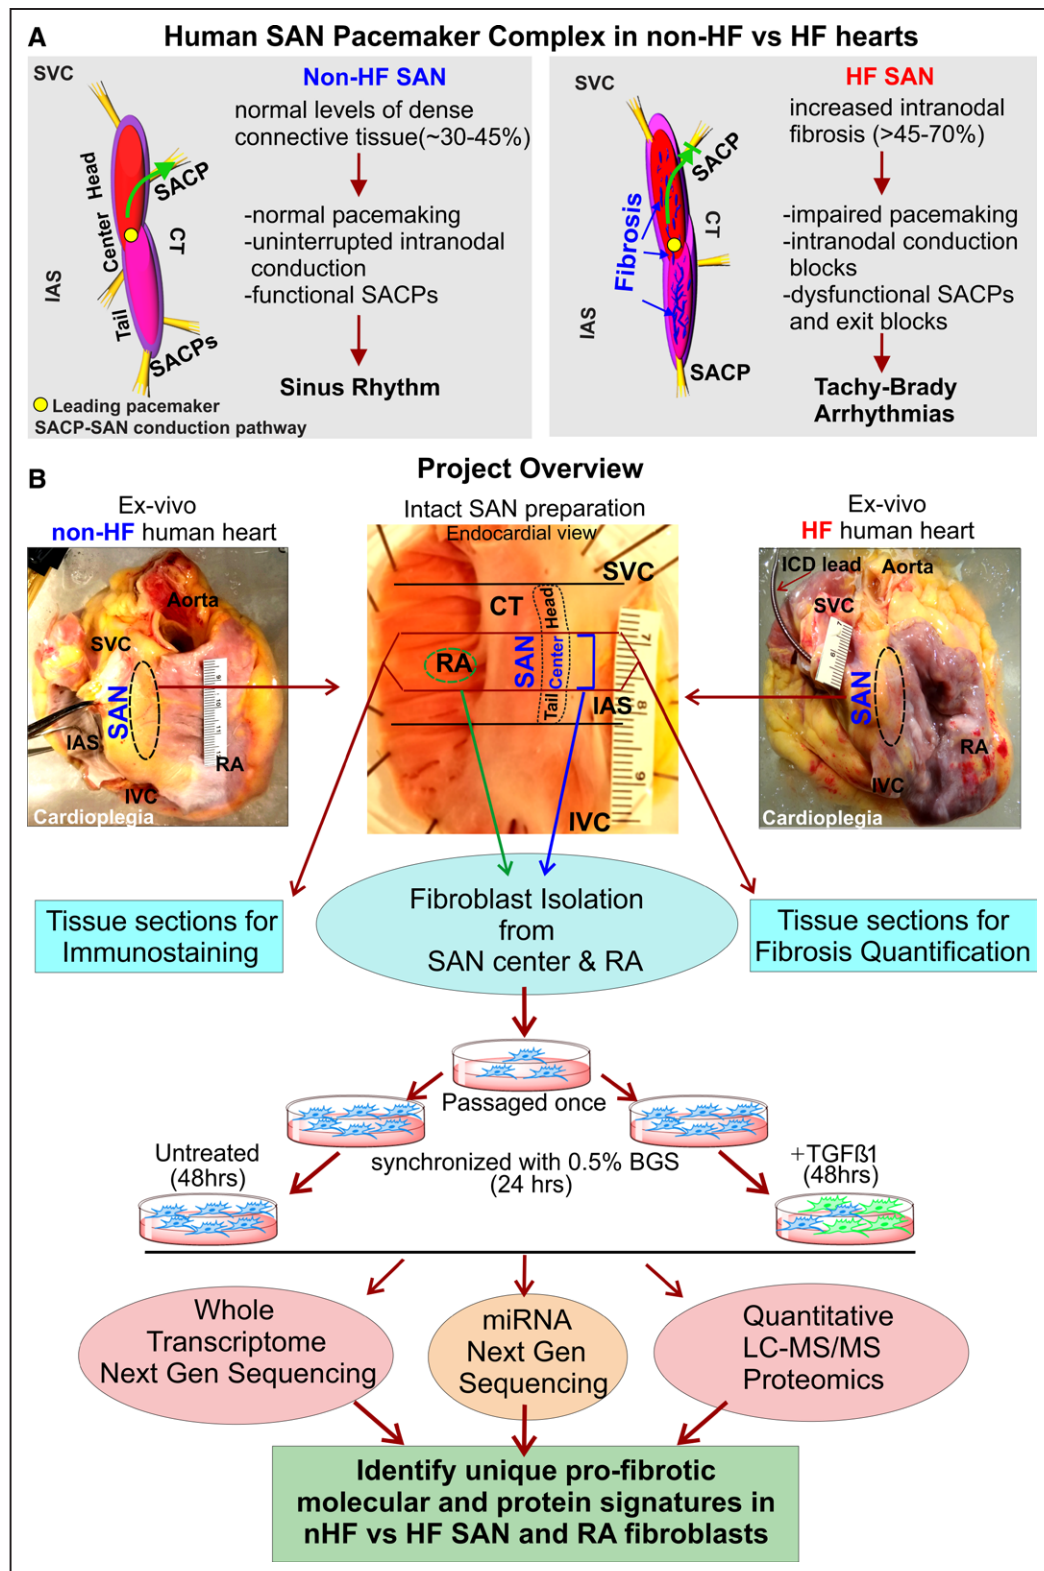 A
Human SAN Pacemaker Complex in non-HF vs HF hearts
SVC
Non-HF SAN
normal levels of dense
connective tissue(~30-45%)
Head
SACP
Center
CT
IAS
Tail
SACPs
-normal pacemaking
-uninterrupted intranodal
conduction
-functional SACPs
Sinus Rhythm
Leading pacemaker
SACP-SAN conduction pathway
SVC
HF SAN
increased intranodal
fibrosis (>45-70%)
SACP
CT
Fibrosis
IAS
SACP
-impaired pacemaking
-intranodal conduction
blocks
-dysfunctional SACPs
and exit blocks
Tachy-Brady
Arrhythmias
B
Project Overview
Ex-vivo
non-HF human heart
Aorta
SVC
SAN
IAS
RA
IVC
Cardioplegia
Intact SAN preparation
Endocardial view
SVC
CT
Head
RA
SAN
Center
Tail
IAS
IVC
7
8
9
Ex-vivo
HF human heart
ICD lead
Aorta
SVC
SAN
RA
IVC
Cardioplegia
Tissue sections for
Immunostaining
Fibroblast Isolation
from
SAN center & RA
Tissue sections for
Fibrosis Quantification
Passaged once
Untreated
(48hrs)
synchronized with 0.5% BGS
(24 hrs)
+TGFß1
(48hrs)
Whole
Transcriptome
Next Gen Sequencing
miRNA
Next Gen
Sequencing
Quantitative
LC-MS/MS
Proteomics
Identify unique pro-fibrotic
molecular and protein signatures in
nHF vs HF SAN and RA fibroblasts